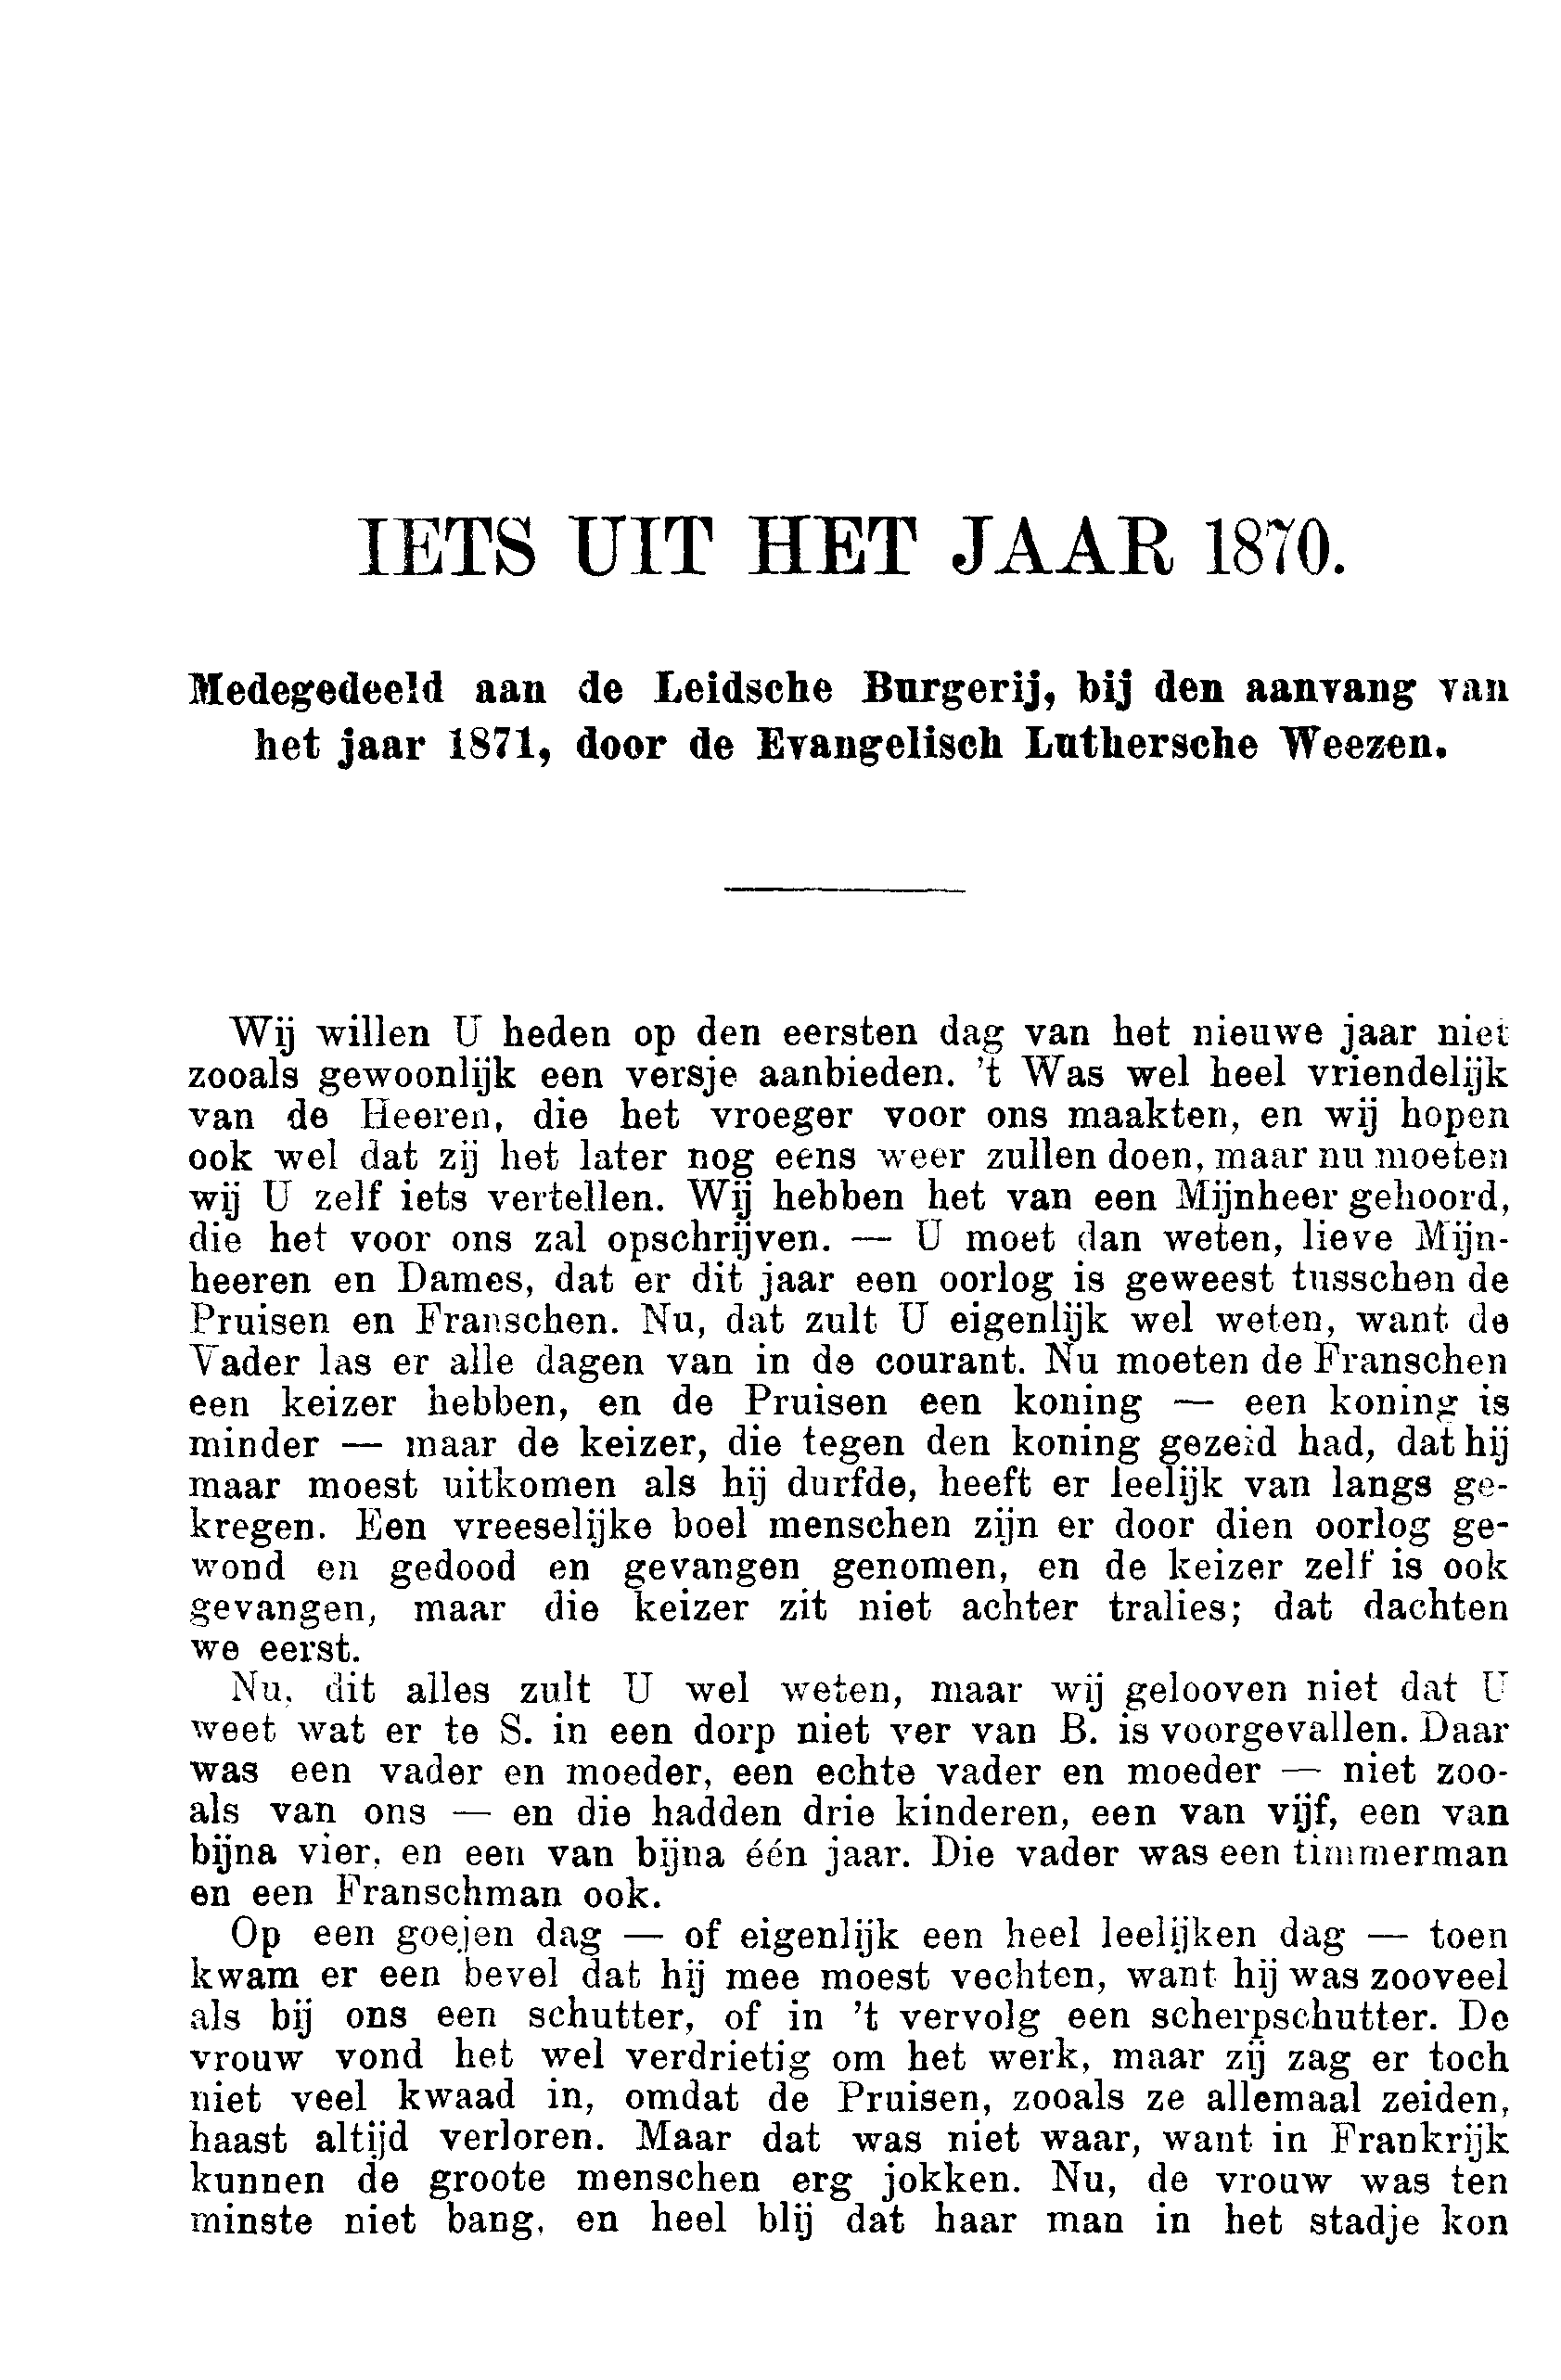 IETS UIT HET JAAR 1870.
Medegedeeld aan de Leidsche Burgerij, bij den aanvang van
het jaar 1871, door de Evangelisch Luthersche Weezen.
Wij willen U heden op den eersten dag van het nieuwe jaar niet
zooals gewoonlijk een versje aanbieden. 't Was wel heel vriendelijk
van de Heeren, die het vroeger voor ons maakten, en wij hopen
ook wel dat zij het later nog eens weer zullen doen, maar nu moeten
wij U zelf iets vertellen. Wij hebben het van een Mijnheer gehoord,
die het voor ons zal opschrijven. — U moet dan weten, lieve Mijn-
heeren en Dames, dat er dit jaar een oorlog is geweest tusschen de
Pruisen en Franschen. Nu, dat zult U eigenlijk wel weten, want de
Vader las er alle dagen van in de courant. Nu moeten de Franschen
een keizer hebben, en de Pruisen een koning — een koning is
minder — maar de keizer, die tegen den koning gezeid had, dat hij
maar moest uitkomen als hij durfde, heeft er leelijk van langs ge-
kregen. Een vreeselijke boel menschen zijn er door dien oorlog ge-
wond en gedood en gevangen genomen, en de keizer zelf is ook
gevangen, maar die keizer zit niet achter tralies; dat dachten
we eerst.
Nu, dit alles zult U wel weten, maar wij gelooven niet dat U
weet wat er te S. in een dorp niet ver van B. is voorgevallen. Daar
was een vader en moeder, een echte vader en moeder — niet zoo-
als van ons — en die hadden drie kinderen, een van vijf, een van
bijna vier, en een van bijna één jaar. Die vader was een timmerman
en een Franschman ook.
Op een goejen dag — of eigenlijk een heel leelijken dag — toen
kwam er een bevel dat hij mee moest vechten, want hij was zooveel
als bij ons een schutter, of in 't vervolg een scherpschutter. De
vrouw vond het wel verdrietig om het werk, maar zij zag er toch
niet veel kwaad in, omdat de Pruisen, zooals ze allemaal zeiden,
haast altijd verloren. Maar dat was niet waar, want in Frankrijk
kunnen de groote menschen erg jokken. Nu, de vrouw was ten
minste niet bang, en heel blij dat haar man in het stadje kon